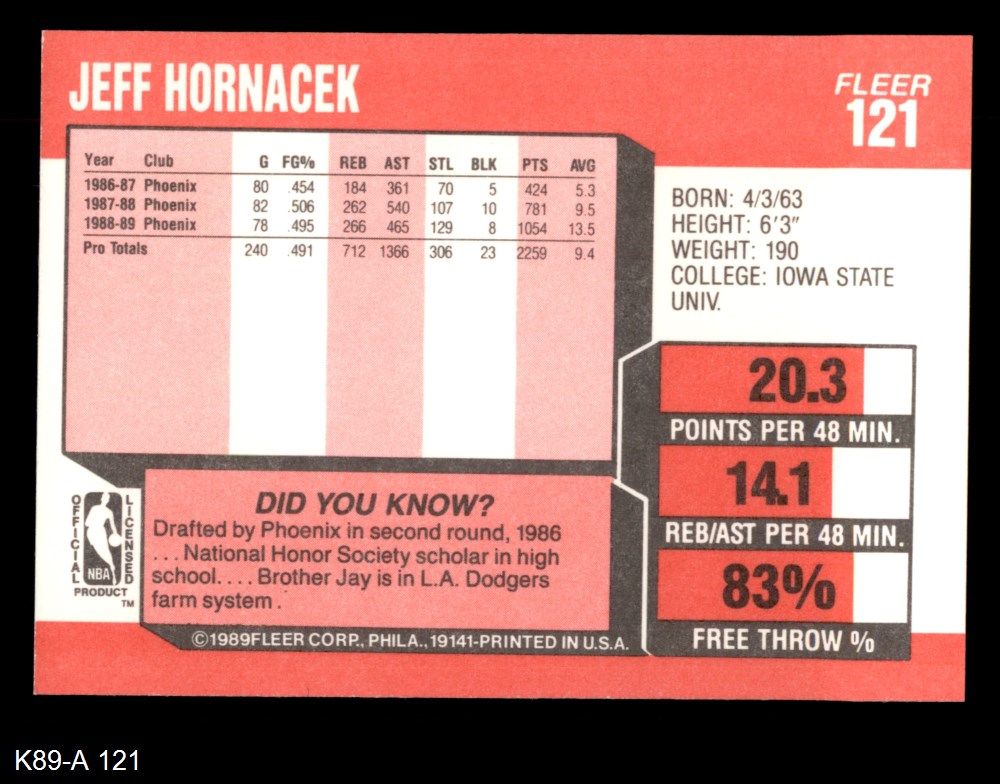 JEFF HORNACEK
FLEER
121
Year Club G FG% REB AST STL BLK PTS AVG
1986-87 Phoenix 80 .454 184 361 70 5 424 5.3
1987-88 Phoenix 82 .506 262 540 107 10 781 9.5
1988-89 Phoenix 78 .495 266 465 129 8 1054 13.5
Pro Totals 240 .491 712 1366 306 23 2259 9.4
BORN: 4/3/63
HEIGHT: 6'3"
WEIGHT: 190
COLLEGE: IOWA STATE
UNIV.
20.3
POINTS PER 48 MIN.
14.1
REB/AST PER 48 MIN.
83%
FREE THROW %
OFFICIAL LICENSED
NBA
PRODUCT
TM
DID YOU KNOW?
Drafted by Phoenix in second round, 1986
...National Honor Society scholar in high
school.... Brother Jay is in L.A. Dodgers
farm system.
©1989FLEER CORP., PHILA., 19141-PRINTED IN U.S.A.
K89-A 121